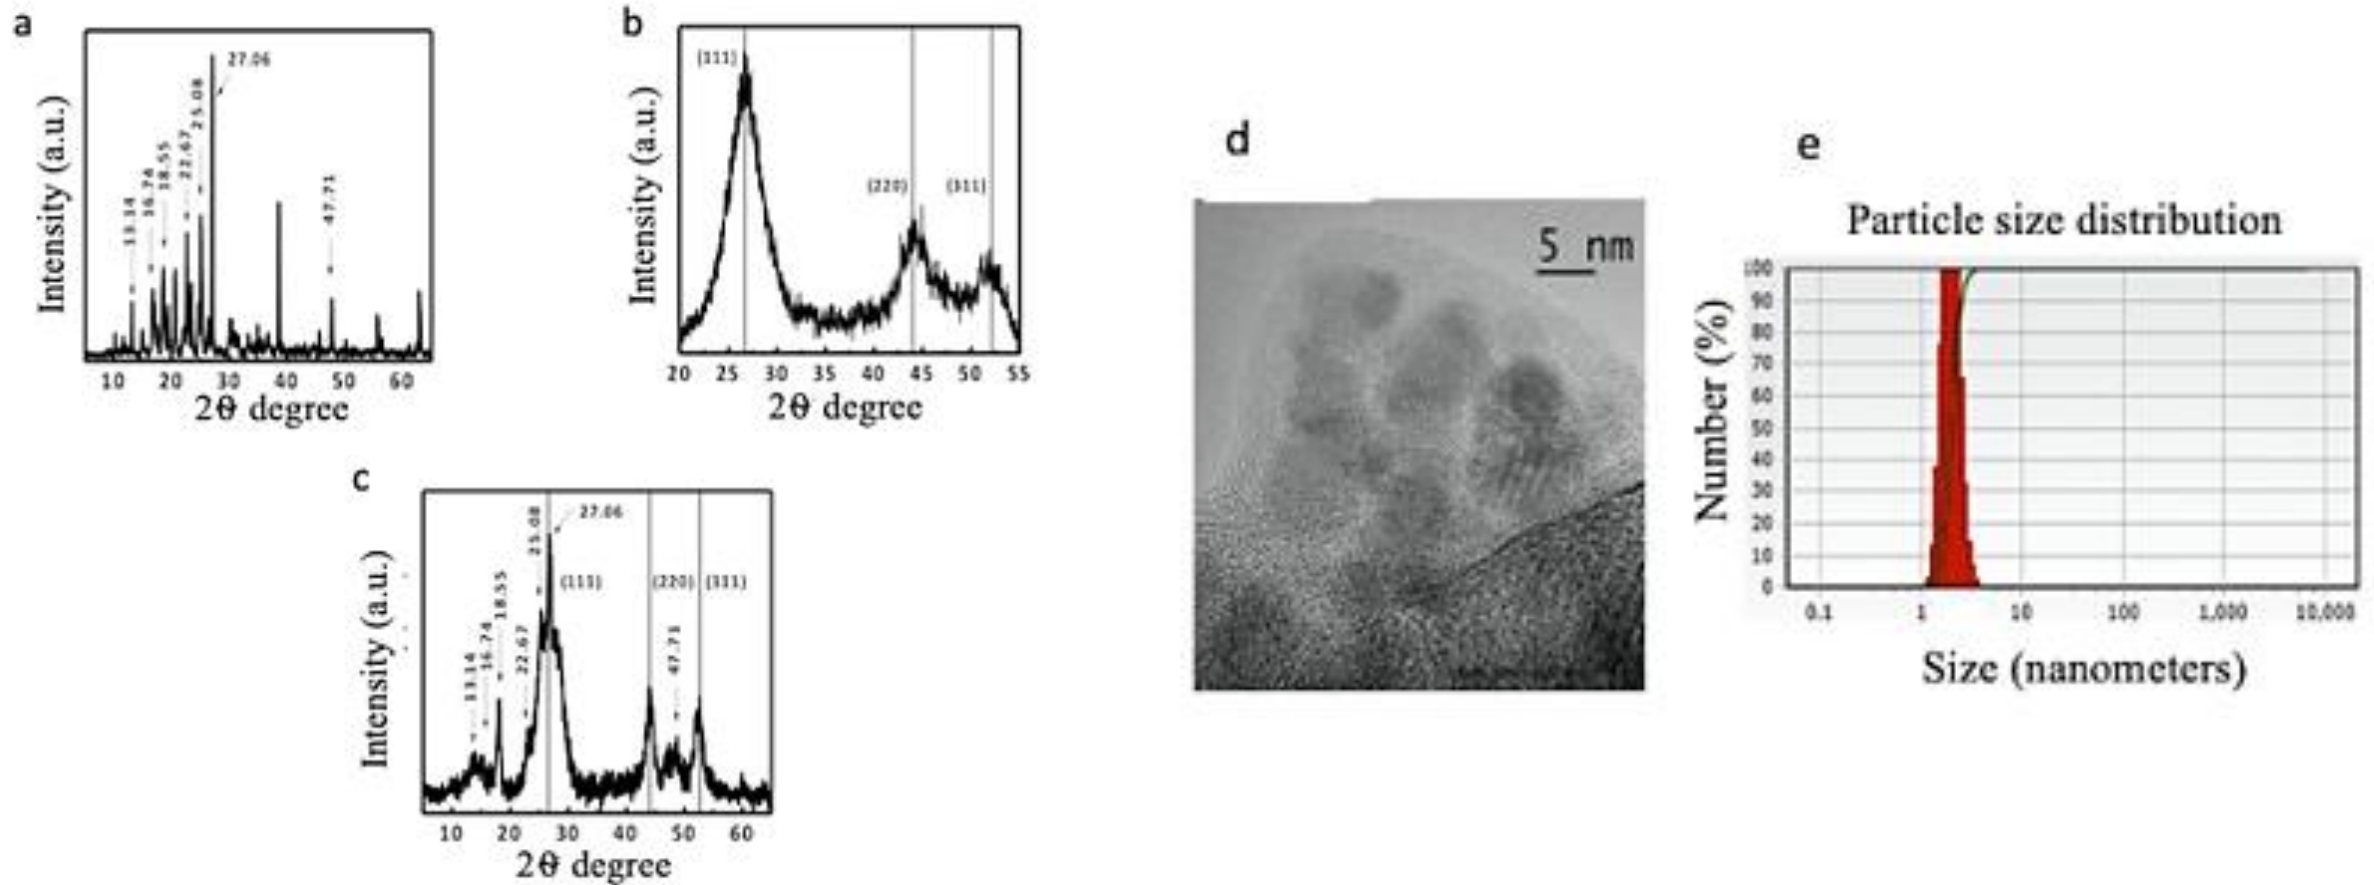 a
27.06
25.08
22.67
18.55
16.74
13.14
47.71
Intensity (a.u.)
10 20 30 40 50 60
2θ degree
b
(111)
(220)
(311)
Intensity (a.u.)
20 25 30 35 40 45 50 55
2θ degree
c
27.06
25.08
(111)
(220)
(311)
18.55
16.74
13.14
22.67
47.71
Intensity (a.u.)
10 20 30 40 50 60
2θ degree
d
5 nm
e
Particle size distribution
100
90
80
70
60
50
40
30
20
10
0
Number (%)
0.1 1 10 100 1,000 10,000
Size (nanometers)